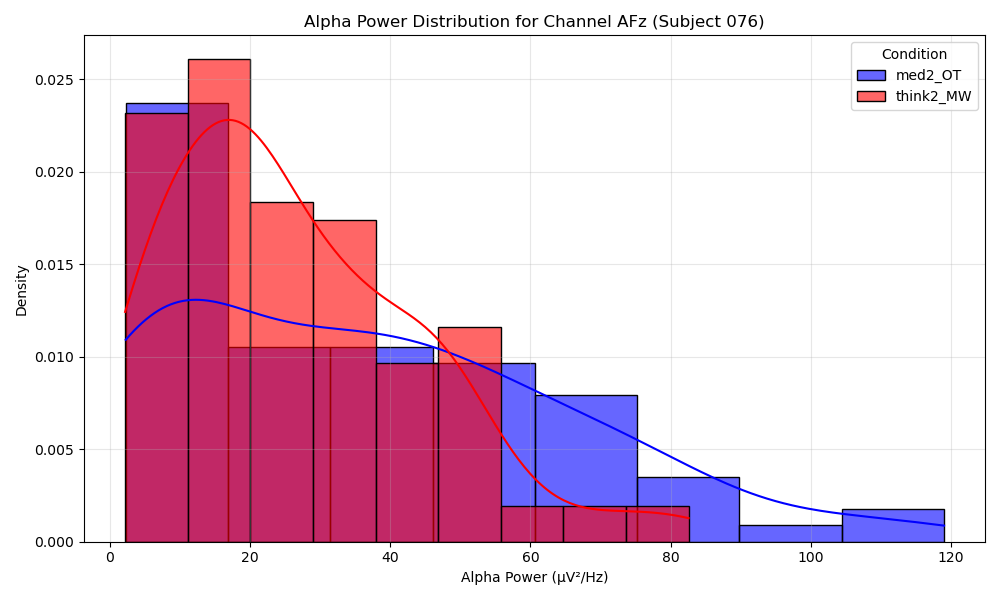 Alpha Power Distribution for Channel AFz (Subject 076)
Condition
med2_OT
think2_MW
Density
0.025
0.020
0.015
0.010
0.005
0.000
0 20 40 60 80 100 120
Alpha Power (µV²/Hz)